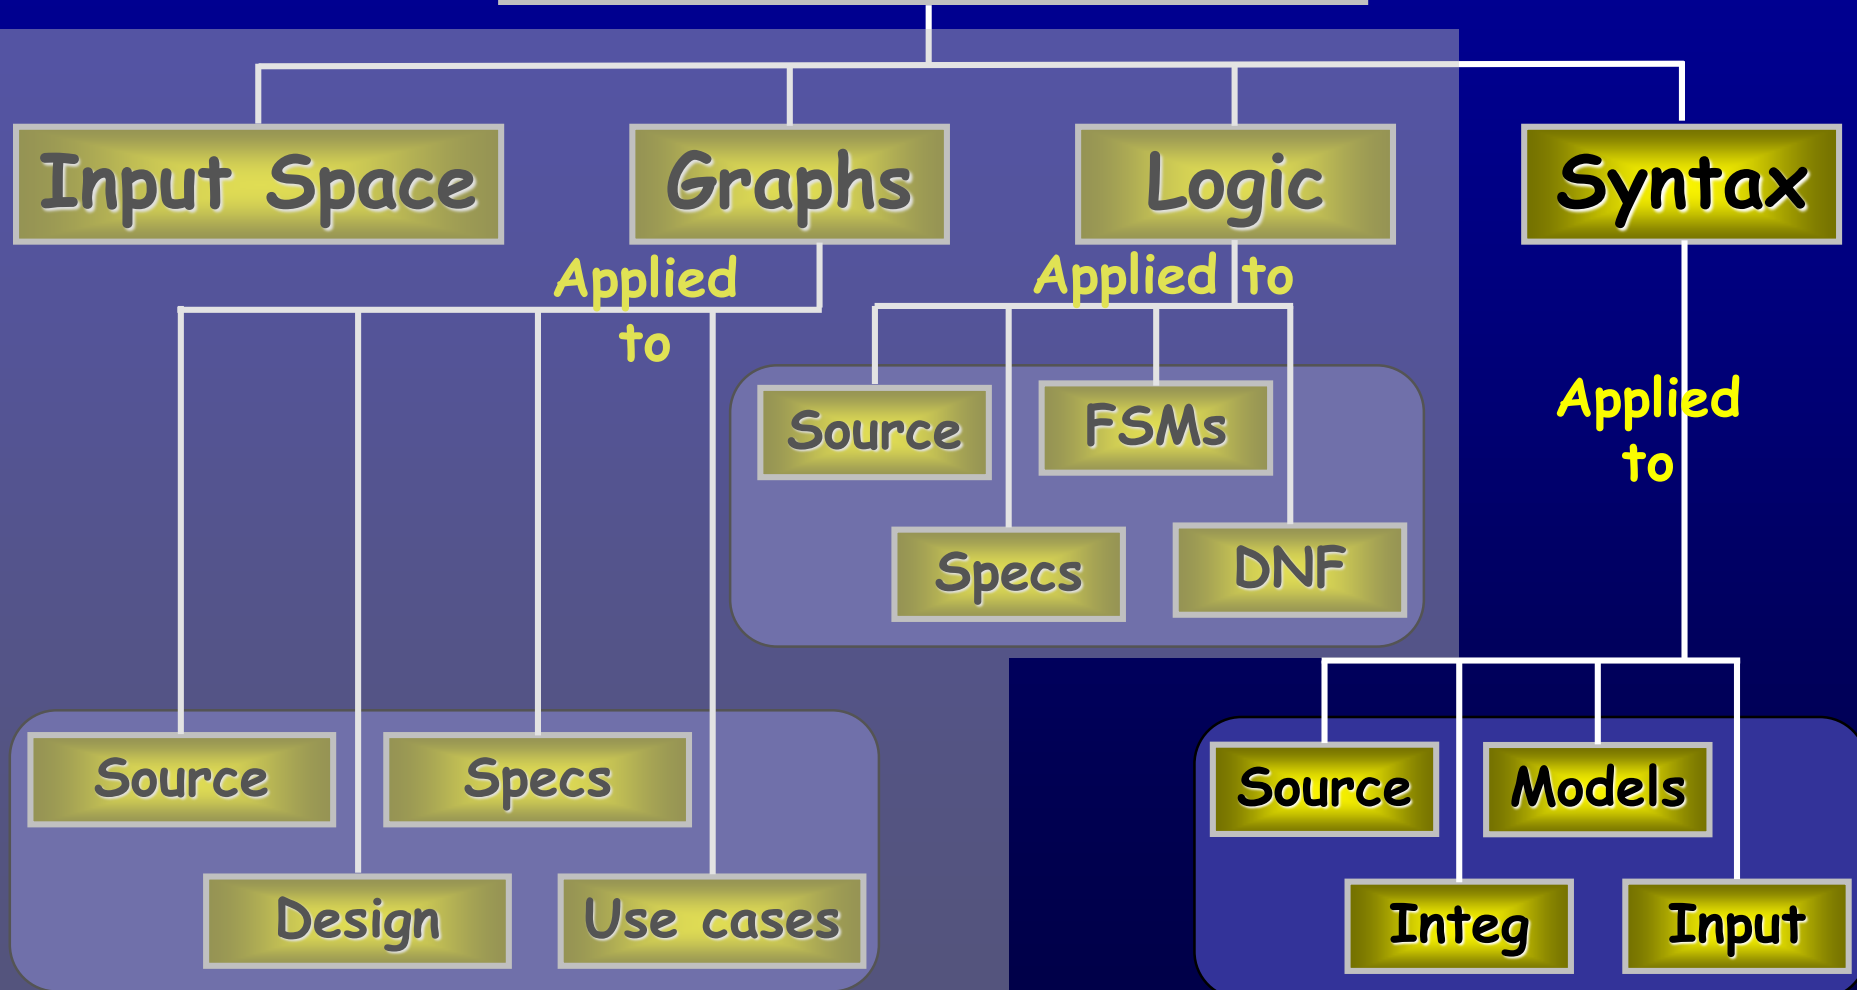 Input Space
Graphs
Logic
Syntax
Applied
to
Applied to
Applied
to
Source
FSMs
Specs
DNF
Source
Specs
Design
Use cases
Source
Models
Integ
Input